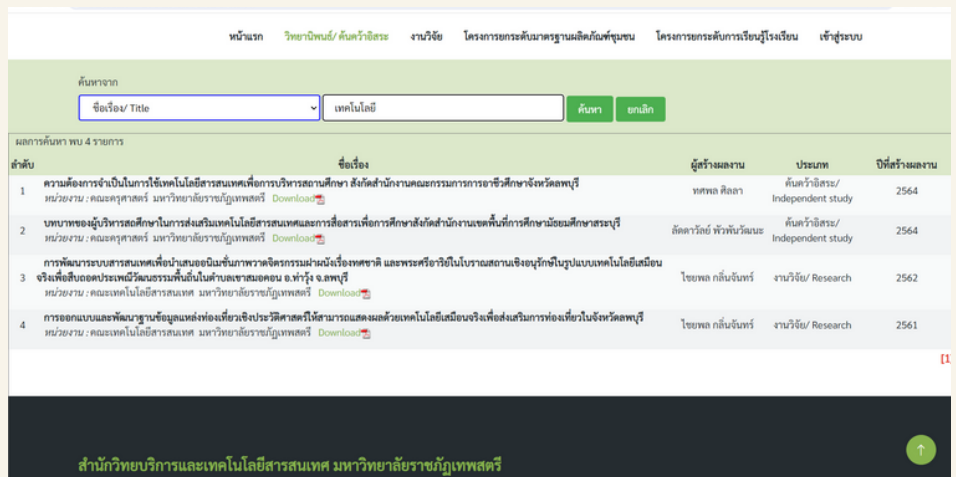 หน้าแรก วิทยานิพนธ์/ ค้นคว้าอิสระ งานวิจัย โครงการยกระดับมาตรฐานผลิตภัณฑ์ชุมชน โครงการยกระดับการเรียนรู้โรงเรียน เข้าสู่ระบบ
ค้นหาจาก
ชื่อเรื่อง/ Title เทคโนโลยี ค้นหา ยกเลิก
ผลการค้นหา พบ 4 รายการ
ลำดับ ชื่อเรื่อง ผู้สร้างผลงาน ประเภท ปีที่สร้างผลงาน
1 ความต้องการจำเป็นในการใช้เทคโนโลยีสารสนเทศเพื่อการบริหารสถานศึกษา สังกัดสำนักงานคณะกรรมการการอาชีวศึกษาจังหวัดลพบุรี ทศพล ศิลลา ค้นคว้าอิสระ/ Independent study 2564
หน่วยงาน : คณะครุศาสตร์ มหาวิทยาลัยราชภัฏเทพสตรี Download
2 บทบาทของผู้บริหารสถศึกษาในการส่งเสริมเทคโนโลยีสารสนเทศและการสื่อสารเพื่อการศึกษาสังกัดสำนักงานเขตพื้นที่การศึกษามัธยมศึกษาสระบุรี ลัดดาวัลย์ พัวพันวัฒนะ ค้นคว้าอิสระ/ Independent study 2564
หน่วยงาน : คณะครุศาสตร์ มหาวิทยาลัยราชภัฏเทพสตรี Download
3 การพัฒนาระบบสารสนเทศเพื่อนำเสนออนิเมชั่นภาพวาดจิตรกรรมฝาผนังเรื่องทศชาติ และพระศรีอาริย์ในโบราณสถานเชิงอนุรักษ์ในรูปแบบเทคโนโลยีเสมือน
จริงเพื่อสืบถอดประเพณีวัฒนธรรมพื้นถิ่นในตำบลเขาสมอคอน อ.ท่าวุ้ง จ.ลพบุรี ไชยพล กลิ่นจันทร์ งานวิจัย/ Research 2562
หน่วยงาน : คณะเทคโนโลยีสารสนเทศ มหาวิทยาลัยราชภัฏเทพสตรี Download
4 การออกแบบและพัฒนาฐานข้อมูลแหล่งท่องเที่ยวเชิงประวัติศาสตร์ให้สามารถแสดงผลด้วยเทคโนโลยีเสมือนจริงเพื่อส่งเสริมการท่องเที่ยวในจังหวัดลพบุรี ไชยพล กลิ่นจันทร์ งานวิจัย/ Research 2561
หน่วยงาน : คณะเทคโนโลยีสารสนเทศ มหาวิทยาลัยราชภัฏเทพสตรี Download
[1]
สำนักวิทยบริการและเทคโนโลยีสารสนเทศ มหาวิทยาลัยราชภัฏเทพสตรี